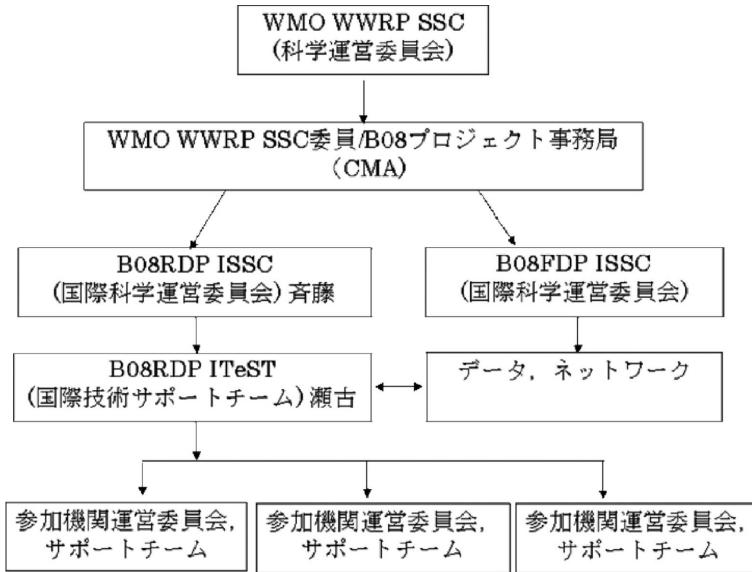 WMO WWRP SSC
(科学運営委員会)
WMO WWRP SSC委員/B08プロジェクト事務局
(CMA)
B08RDP ISSC
(国際科学運営委員会) 斉藤
B08FDP ISSC
(国際科学運営委員会)
B08RDP ITeST
(国際技術サポートチーム) 瀬古
データ, ネットワーク
参加機関運営委員会,
サポートチーム
参加機関運営委員会,
サポートチーム
参加機関運営委員会,
サポートチーム